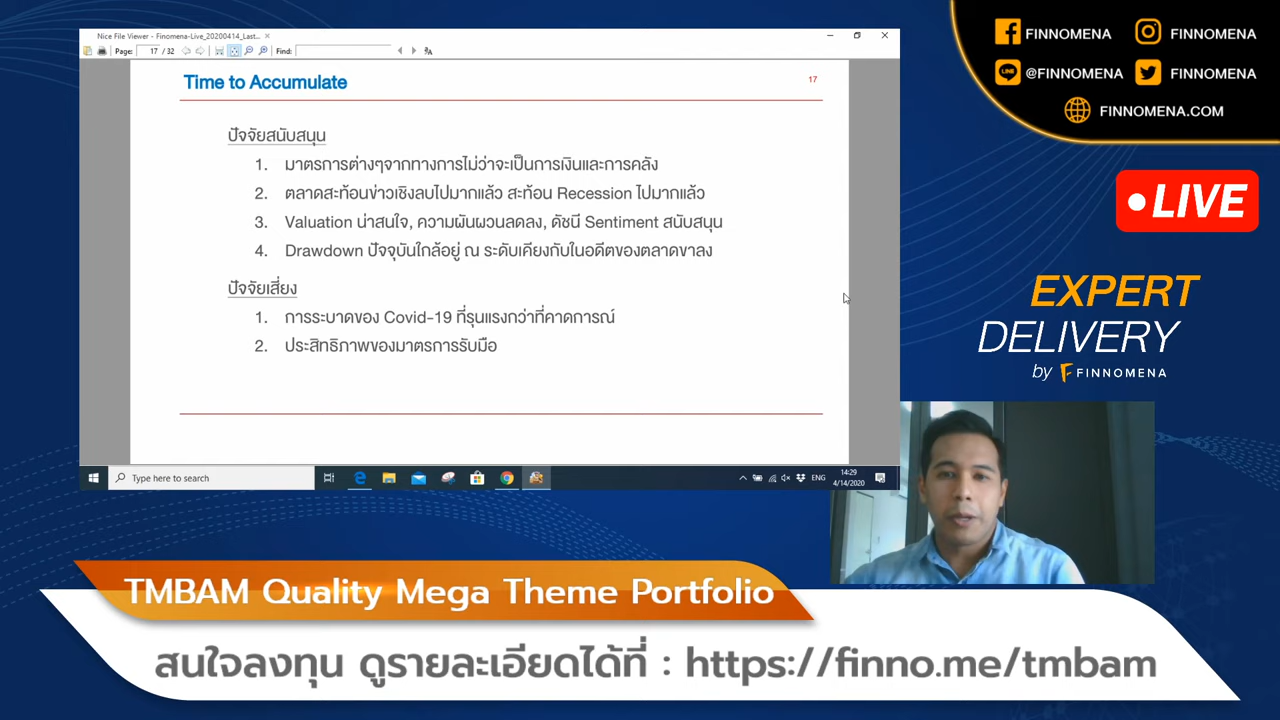 Nice File Viewer - Finomena-Live_20200414_Last...
Page: 17 / 32
Find:
Time to Accumulate
17
ปัจจัยสนับสนุน
1. มาตรการต่างๆจากทางการไม่ว่าจะเป็นการเงินและการคลัง
2. ตลาดสะท้อนข่าวเชิงลบไปมากแล้ว สะท้อน Recession ไปมากแล้ว
3. Valuation น่าสนใจ, ความผันผวนลดลง, ดัชนี Sentiment สนับสนุน
4. Drawdown ปัจจุบันใกล้อยู่ ณ ระดับเคียงกับในอดีตของตลาดขาลง
ปัจจัยเสี่ยง
1. การระบาดของ Covid-19 ที่รุนแรงกว่าที่คาดการณ์
2. ประสิทธิภาพของมาตรการรับมือ
Type here to search
ENG
14:29
4/14/2020
FINNOMENA
FINNOMENA
@FINNOMENA
FINNOMENA
FINNOMENA.COM
LIVE
EXPERT
DELIVERY
by FINNOMENA
TMBAM Quality Mega Theme Portfolio
สนใจลงทุน ดูรายละเอียดได้ที่ : https://finno.me/tmbam